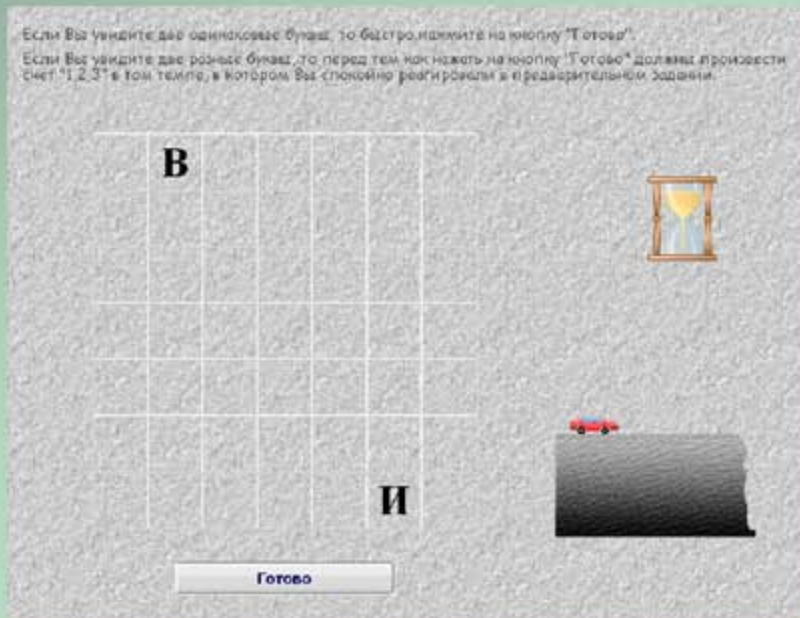 Если Вы увидите две одинаковые буквы, то быстро нажмите на кнопку "Готово".
Если Вы увидите две разные буквы, то перед тем как нажать на кнопку "Готово" должны произвести
счет "1,2,3" в том темпе, в котором Вы спокойно реагировали в предварительном задании.
В
И
Готово